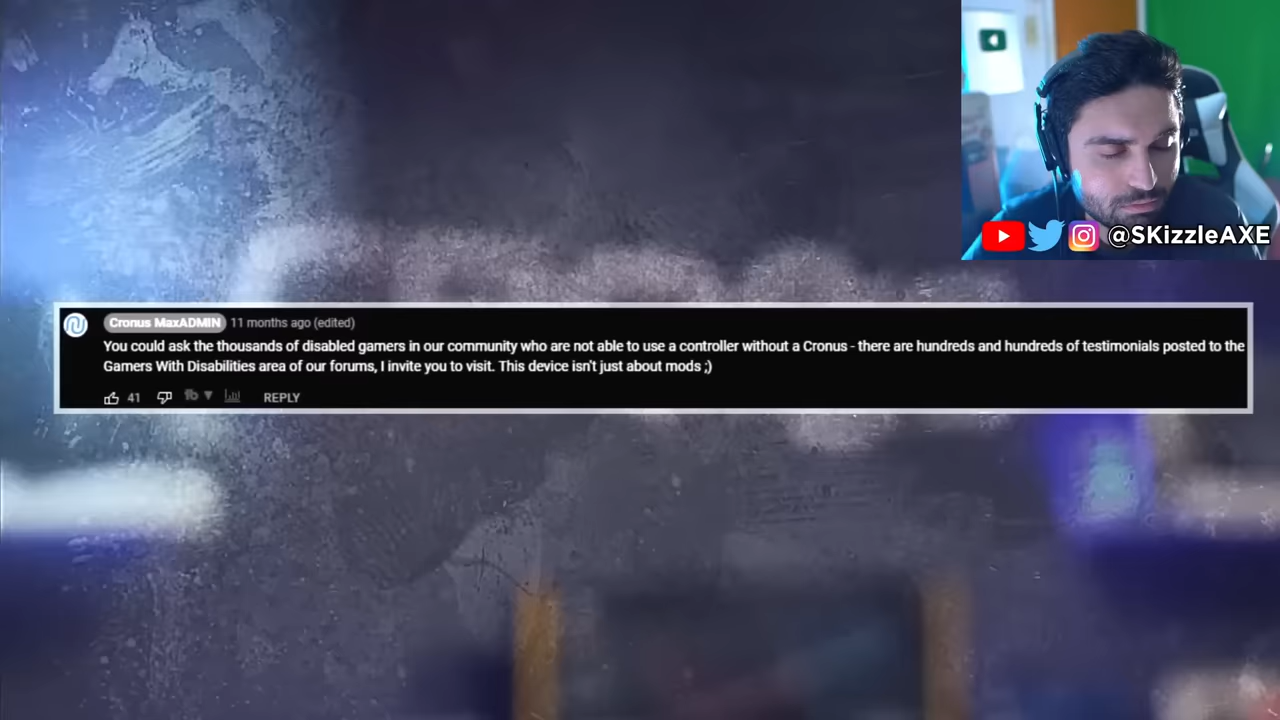 @SKizzleAXE
Cronus MaxADMIN 11 months ago (edited)
You could ask the thousands of disabled gamers in our community who are not able to use a controller without a Cronus - there are hundreds and hundreds of testimonials posted to the
Gamers With Disabilities area of our forums, I invite you to visit. This device isn't just about mods ;)
41 REPLY